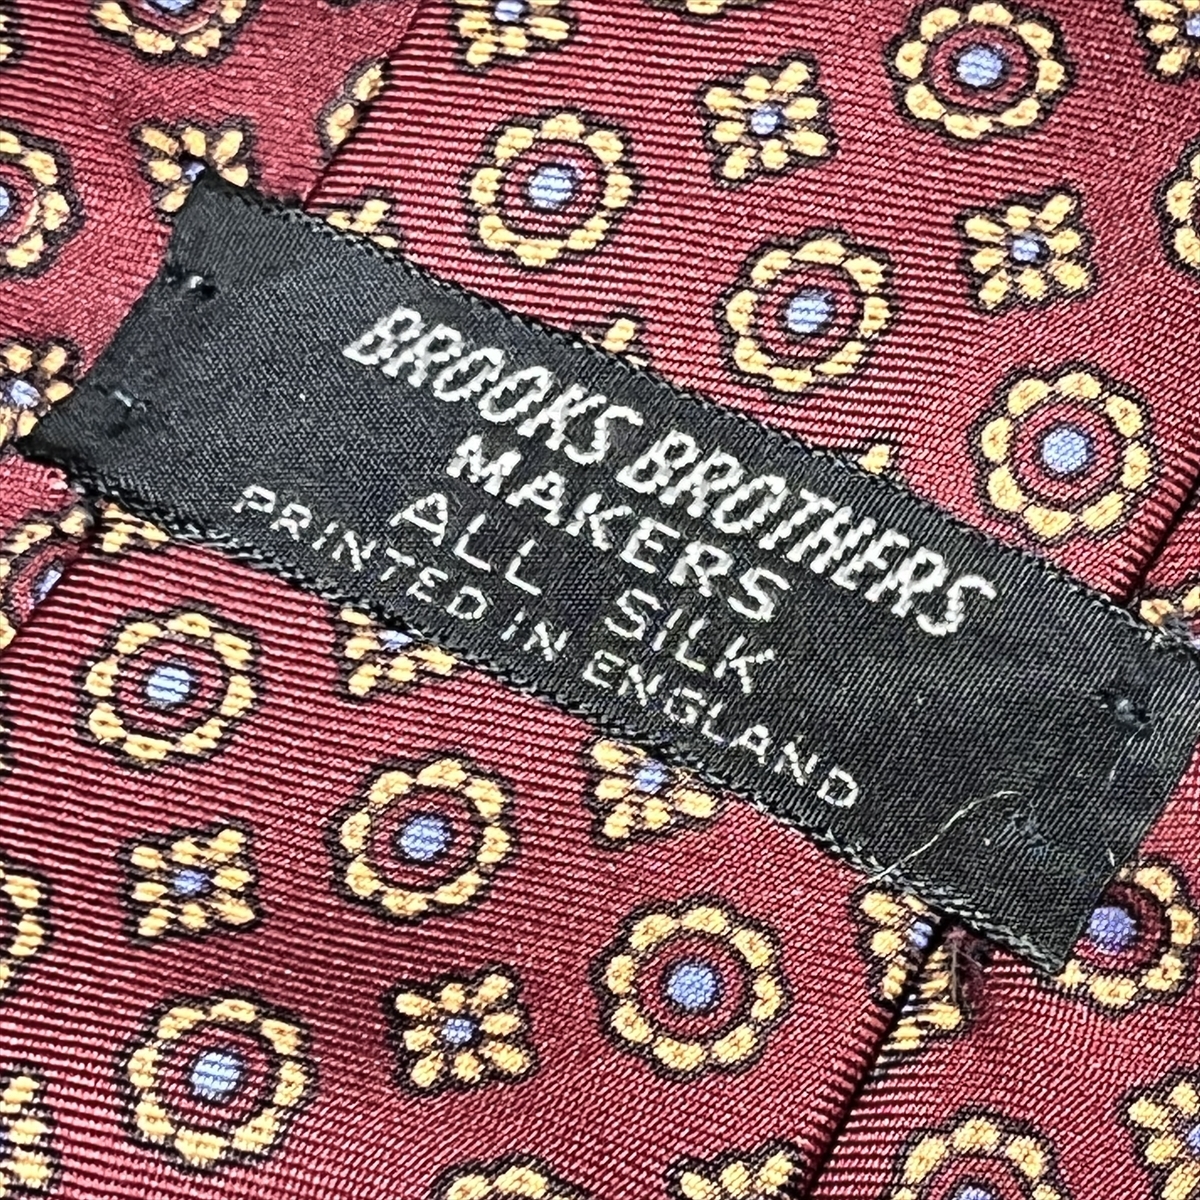 BROOKS BROTHERS
MAKERS
ALL SILK
PRINTED IN ENGLAND